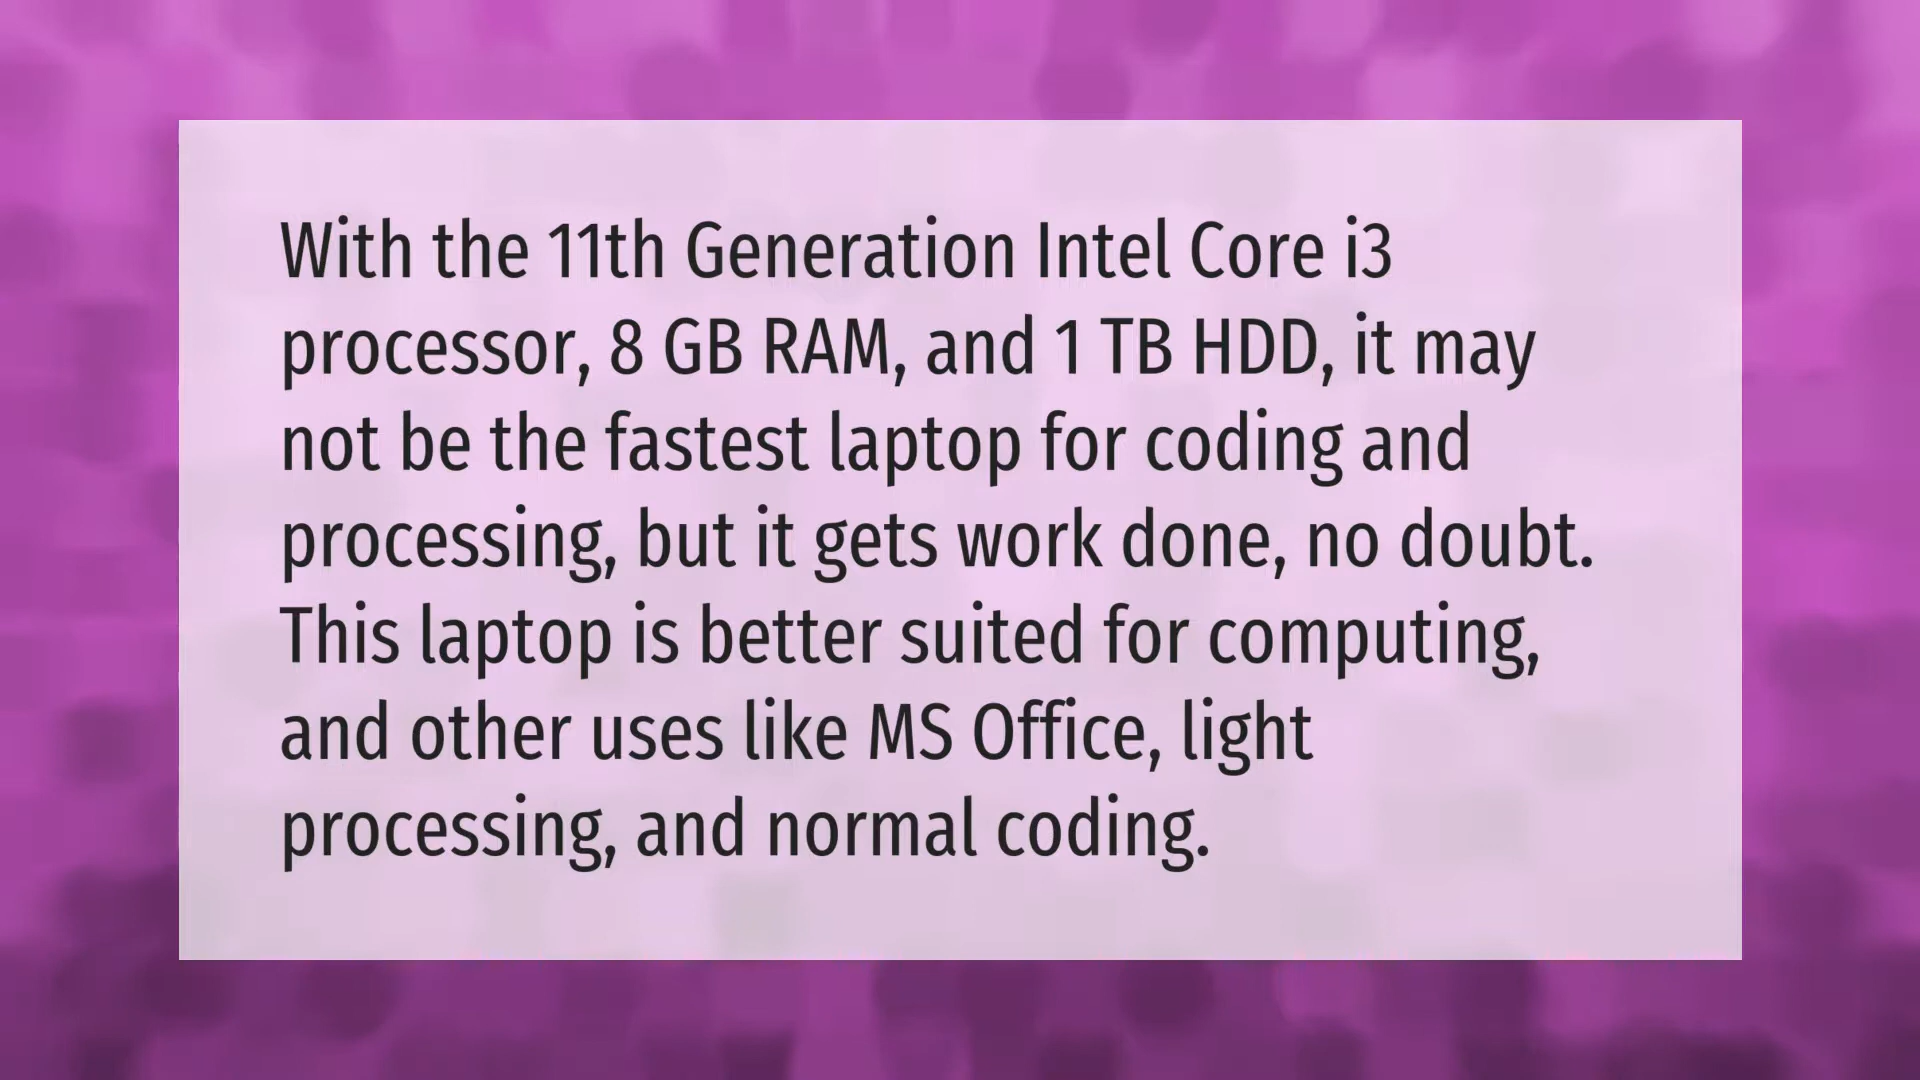 With the 11th Generation Intel Core i3
processor, 8 GB RAM, and 1 TB HDD, it may
not be the fastest laptop for coding and
processing, but it gets work done, no doubt.
This laptop is better suited for computing,
and other uses like MS Office, light
processing, and normal coding.